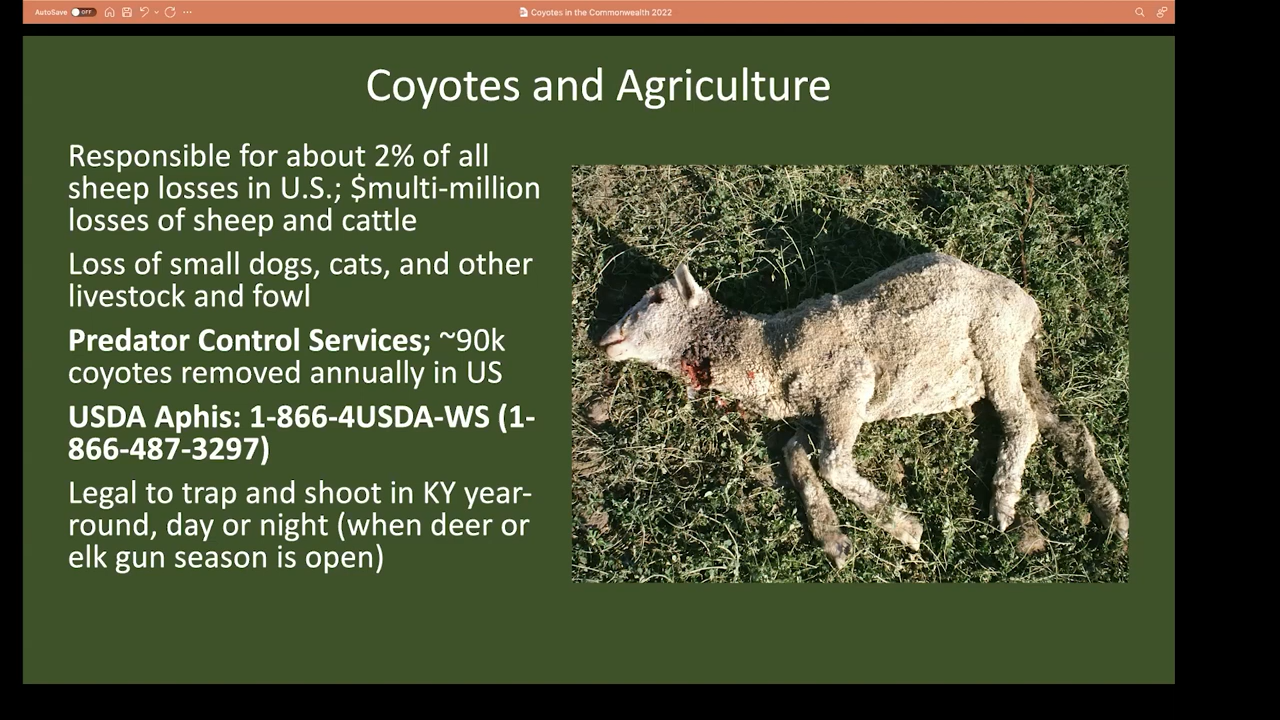 AutoSave OFF
Coyotes in the Commonwealth 2022
Coyotes and Agriculture
Responsible for about 2% of all
sheep losses in U.S.; $multi-million
losses of sheep and cattle
Loss of small dogs, cats, and other
livestock and fowl
Predator Control Services; ~90k
coyotes removed annually in US
USDA Aphis: 1-866-4USDA-WS (1-
866-487-3297)
Legal to trap and shoot in KY year-
round, day or night (when deer or
elk gun season is open)